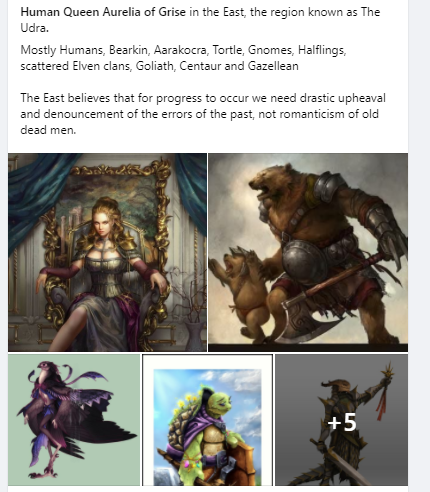 Human Queen Aurelia of Grise in the East, the region known as The
Udra.
Mostly Humans, Bearkin, Aarakocra, Tortle, Gnomes, Halflings,
scattered Elven clans, Goliath, Centaur and Gazellean
The East believes that for progress to occur we need drastic upheaval
and denouncement of the errors of the past, not romanticism of old
dead men.
+5